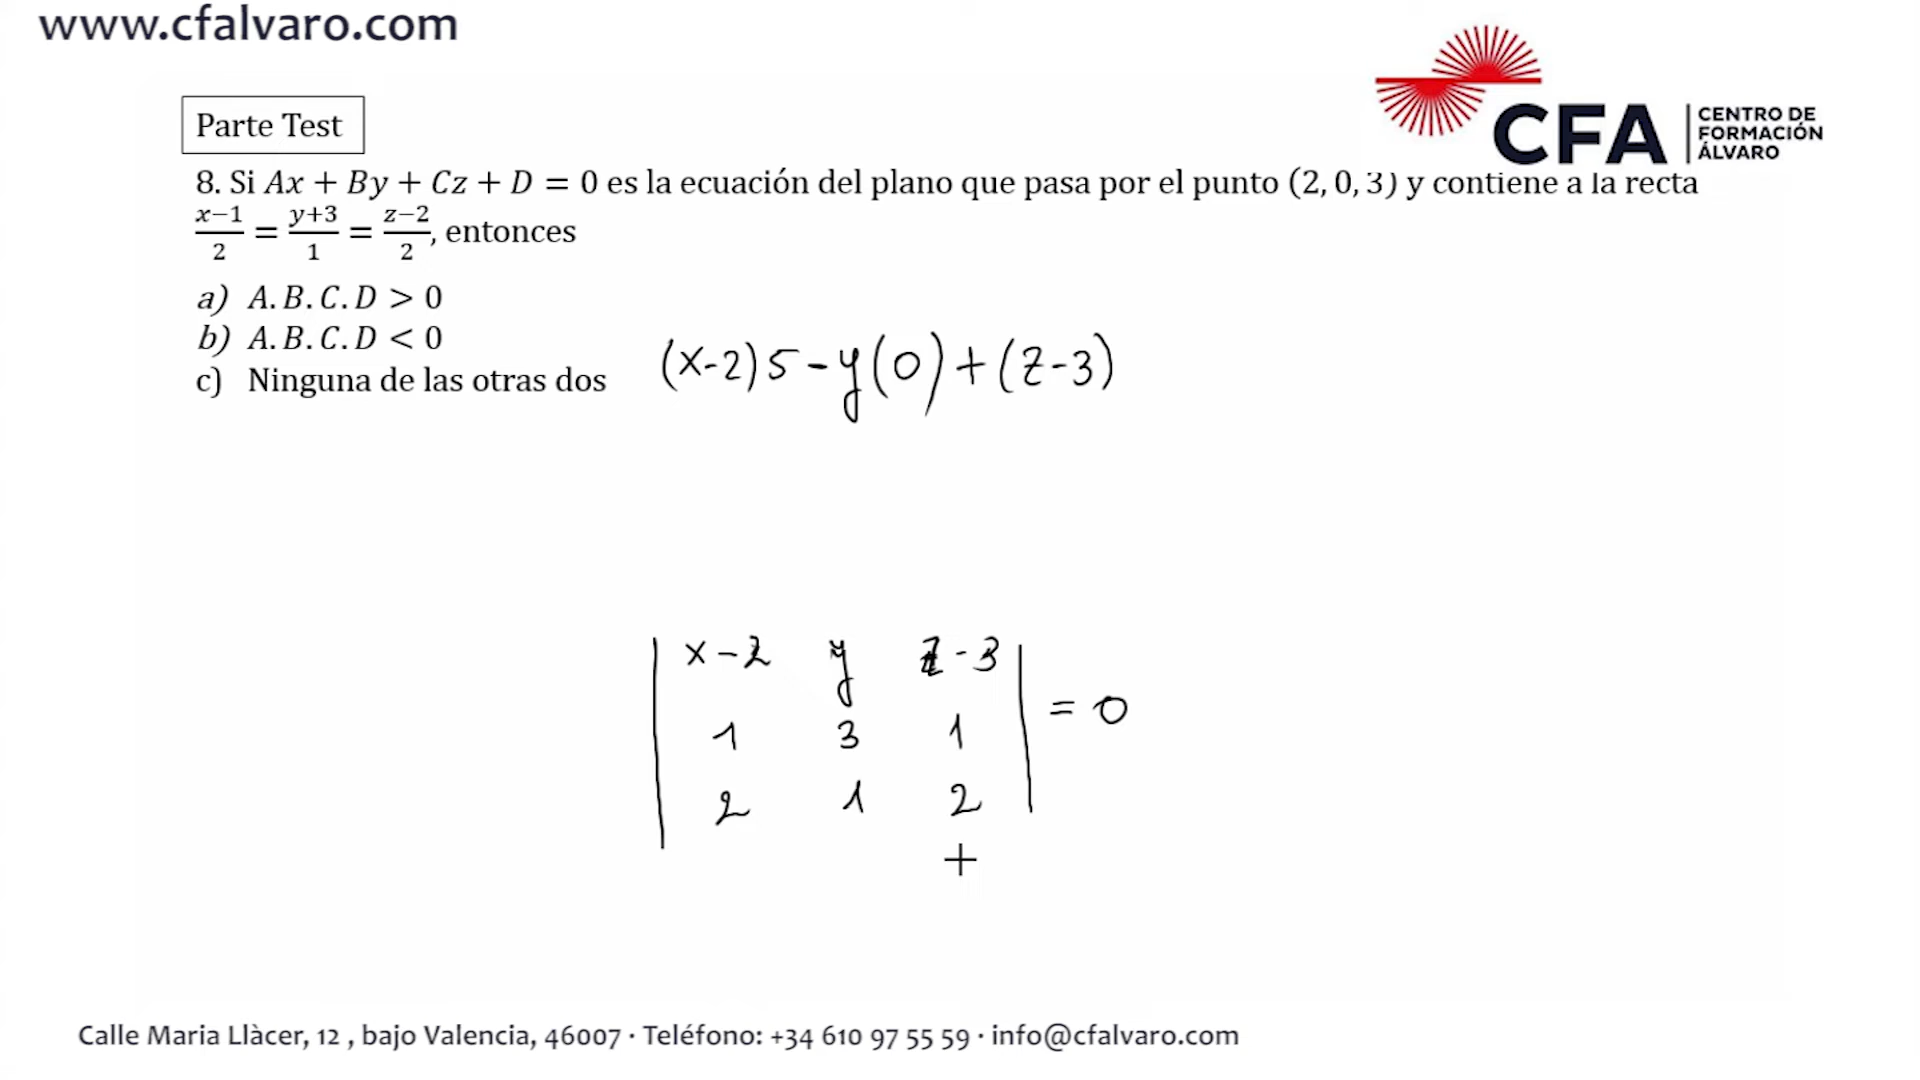 www.cfalvaro.com
CFA CENTRO DE FORMACIÓN ÁLVARO
Parte Test
8. Si Ax + By + Cz + D = 0 es la ecuación del plano que pasa por el punto (2, 0, 3) y contiene a la recta
x−1/2 = y+3/1 = z−2/2, entonces
a) A.B.C.D > 0
b) A.B.C.D < 0
c) Ninguna de las otras dos
(x-2)5-y(0)+(z-3)
| x-2 y z-3 |
| 1 3 1 | = 0
| 2 1 2 |
+
Calle Maria Llàcer, 12 , bajo Valencia, 46007 · Teléfono: +34 610 97 55 59 · info@cfalvaro.com